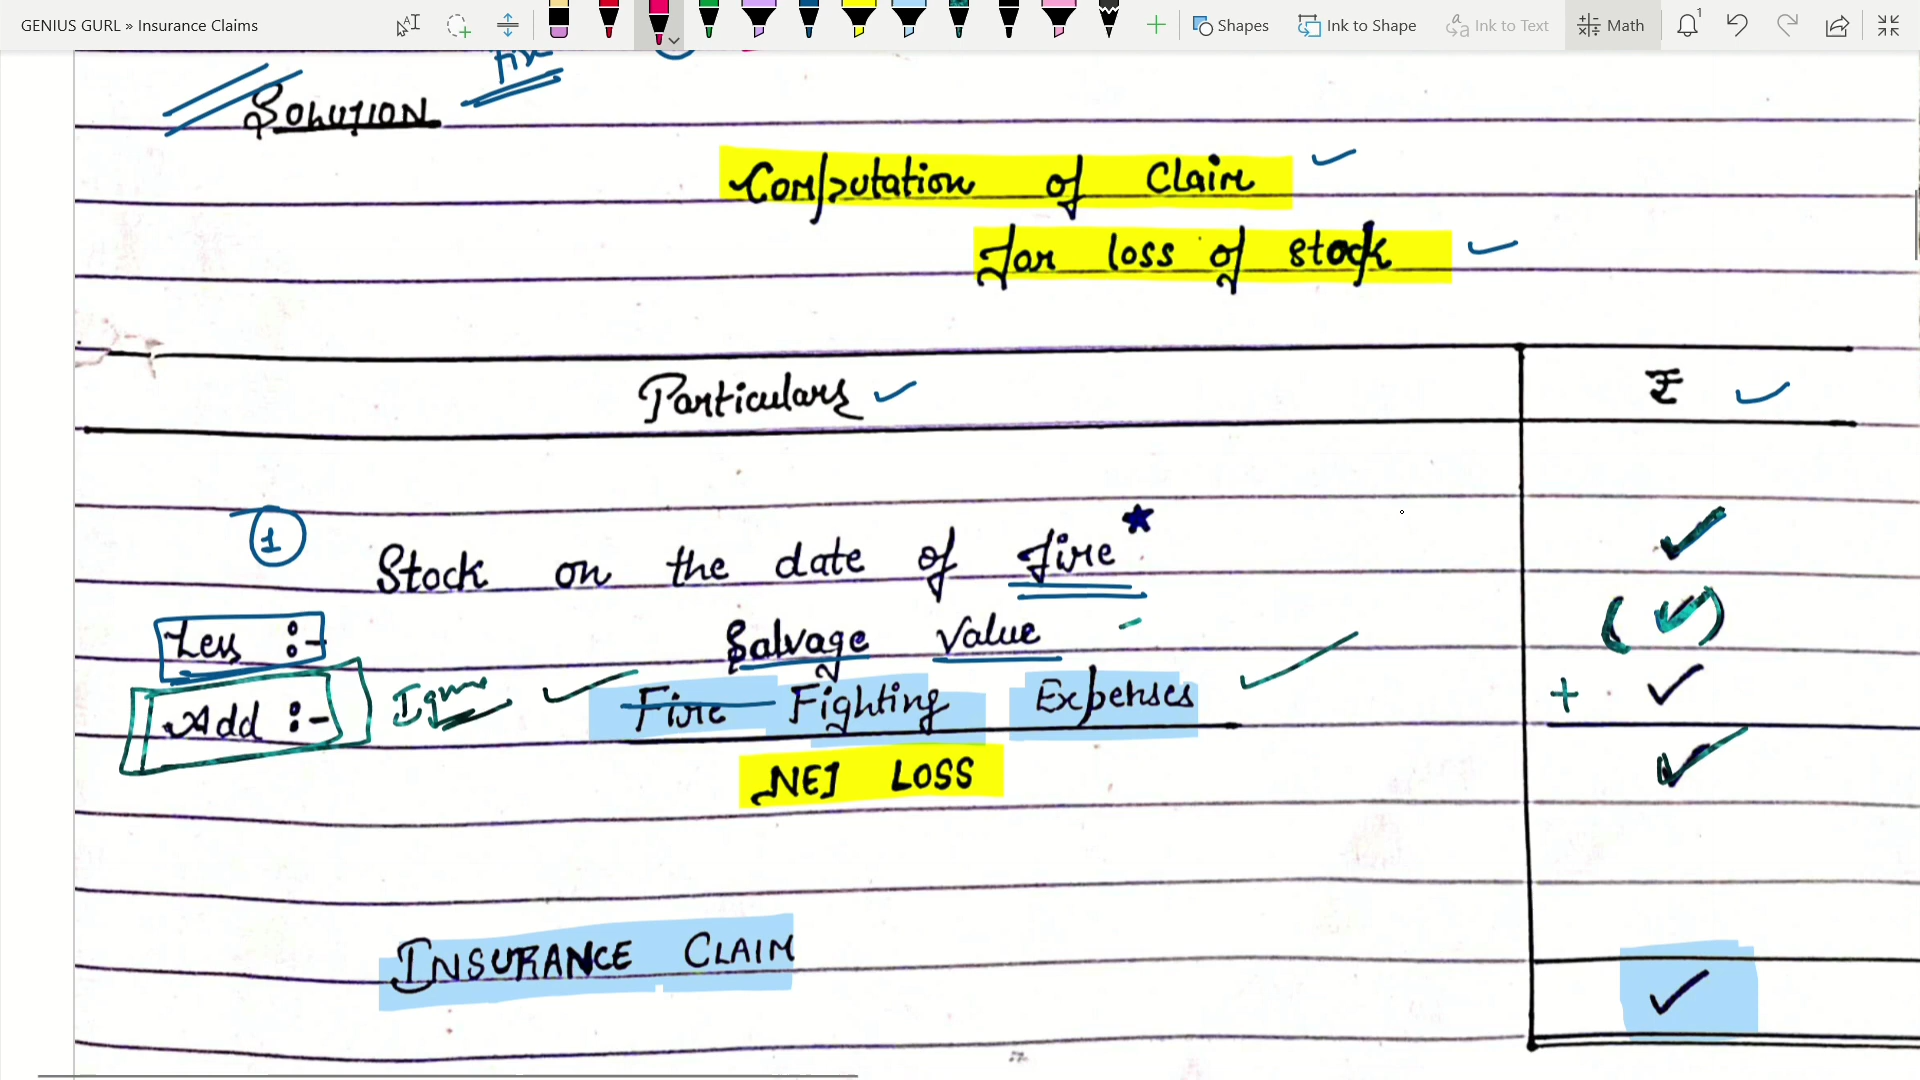 GENIUS GURL » Insurance Claims
Shapes
Ink to Shape
Ink to Text
Math
1
SOLUTION
Computation of Claim
for loss of stock
Particulars ₹
1
Stock on the date of fire
Less :- Salvage Value
Add :- Fire Fighting Expenses +
NET LOSS
INSURANCE CLAIM